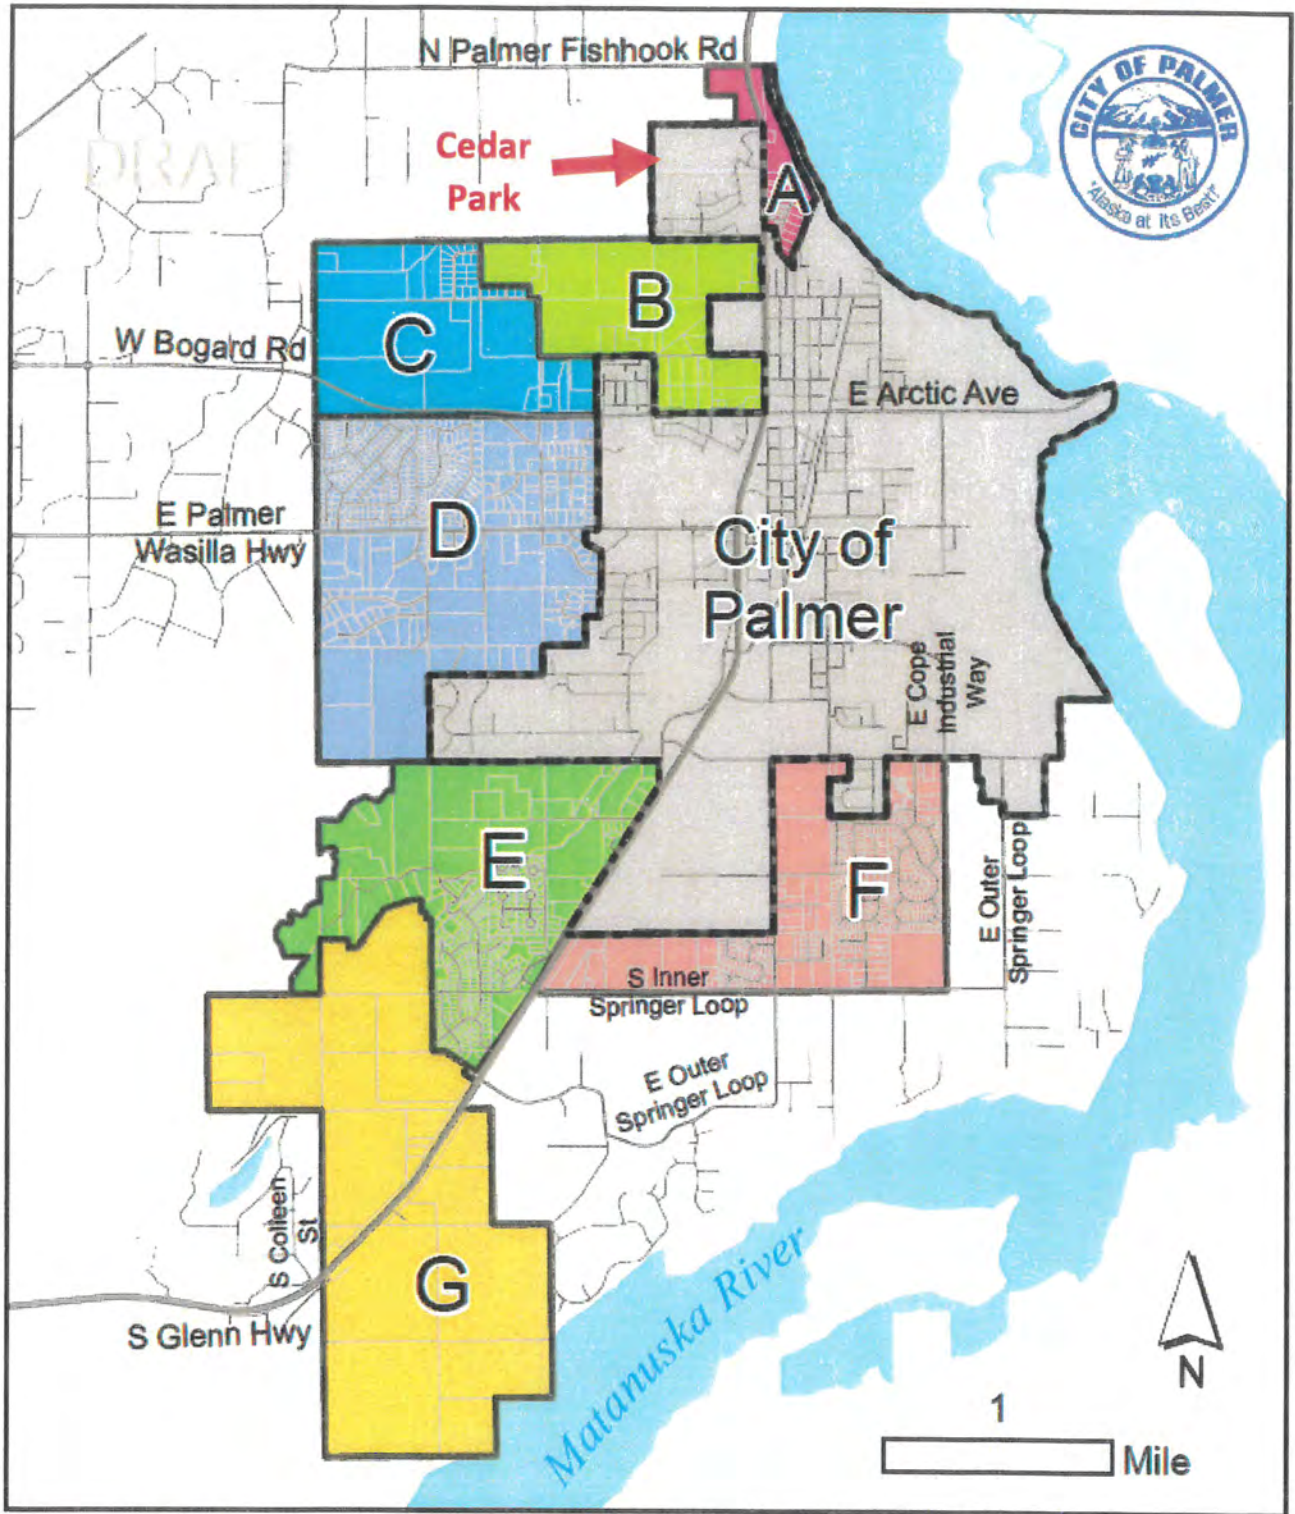 N Palmer Fishhook Rd
CITY OF PALMER
"Alaska at its Best!"
DRAFT
Cedar
Park
A
B
C
W Bogard Rd
E Arctic Ave
E Palmer
Wasilla Hwy
D
City of
Palmer
E Cope
Industrial
Way
E
F
E Outer
Springer Loop
S Inner
Springer Loop
E Outer
Springer Loop
S Colleen
St
G
S Glenn Hwy
Matanuska River
N
1
Mile